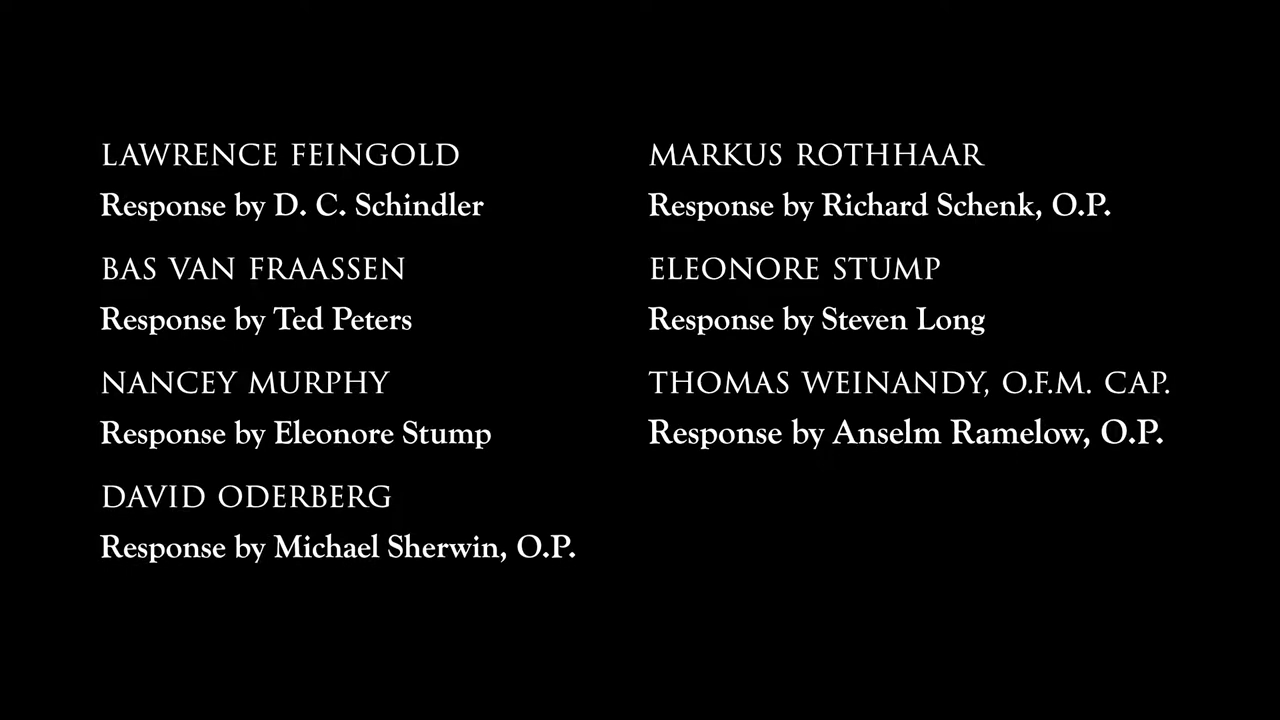 LAWRENCE FEINGOLD
Response by D. C. Schindler
BAS VAN FRAASSEN
Response by Ted Peters
NANCEY MURPHY
Response by Eleonore Stump
DAVID ODERBERG
Response by Michael Sherwin, O.P.
MARKUS ROTHHAAR
Response by Richard Schenk, O.P.
ELEONORE STUMP
Response by Steven Long
THOMAS WEINANDY, O.F.M. CAP.
Response by Anselm Ramelow, O.P.